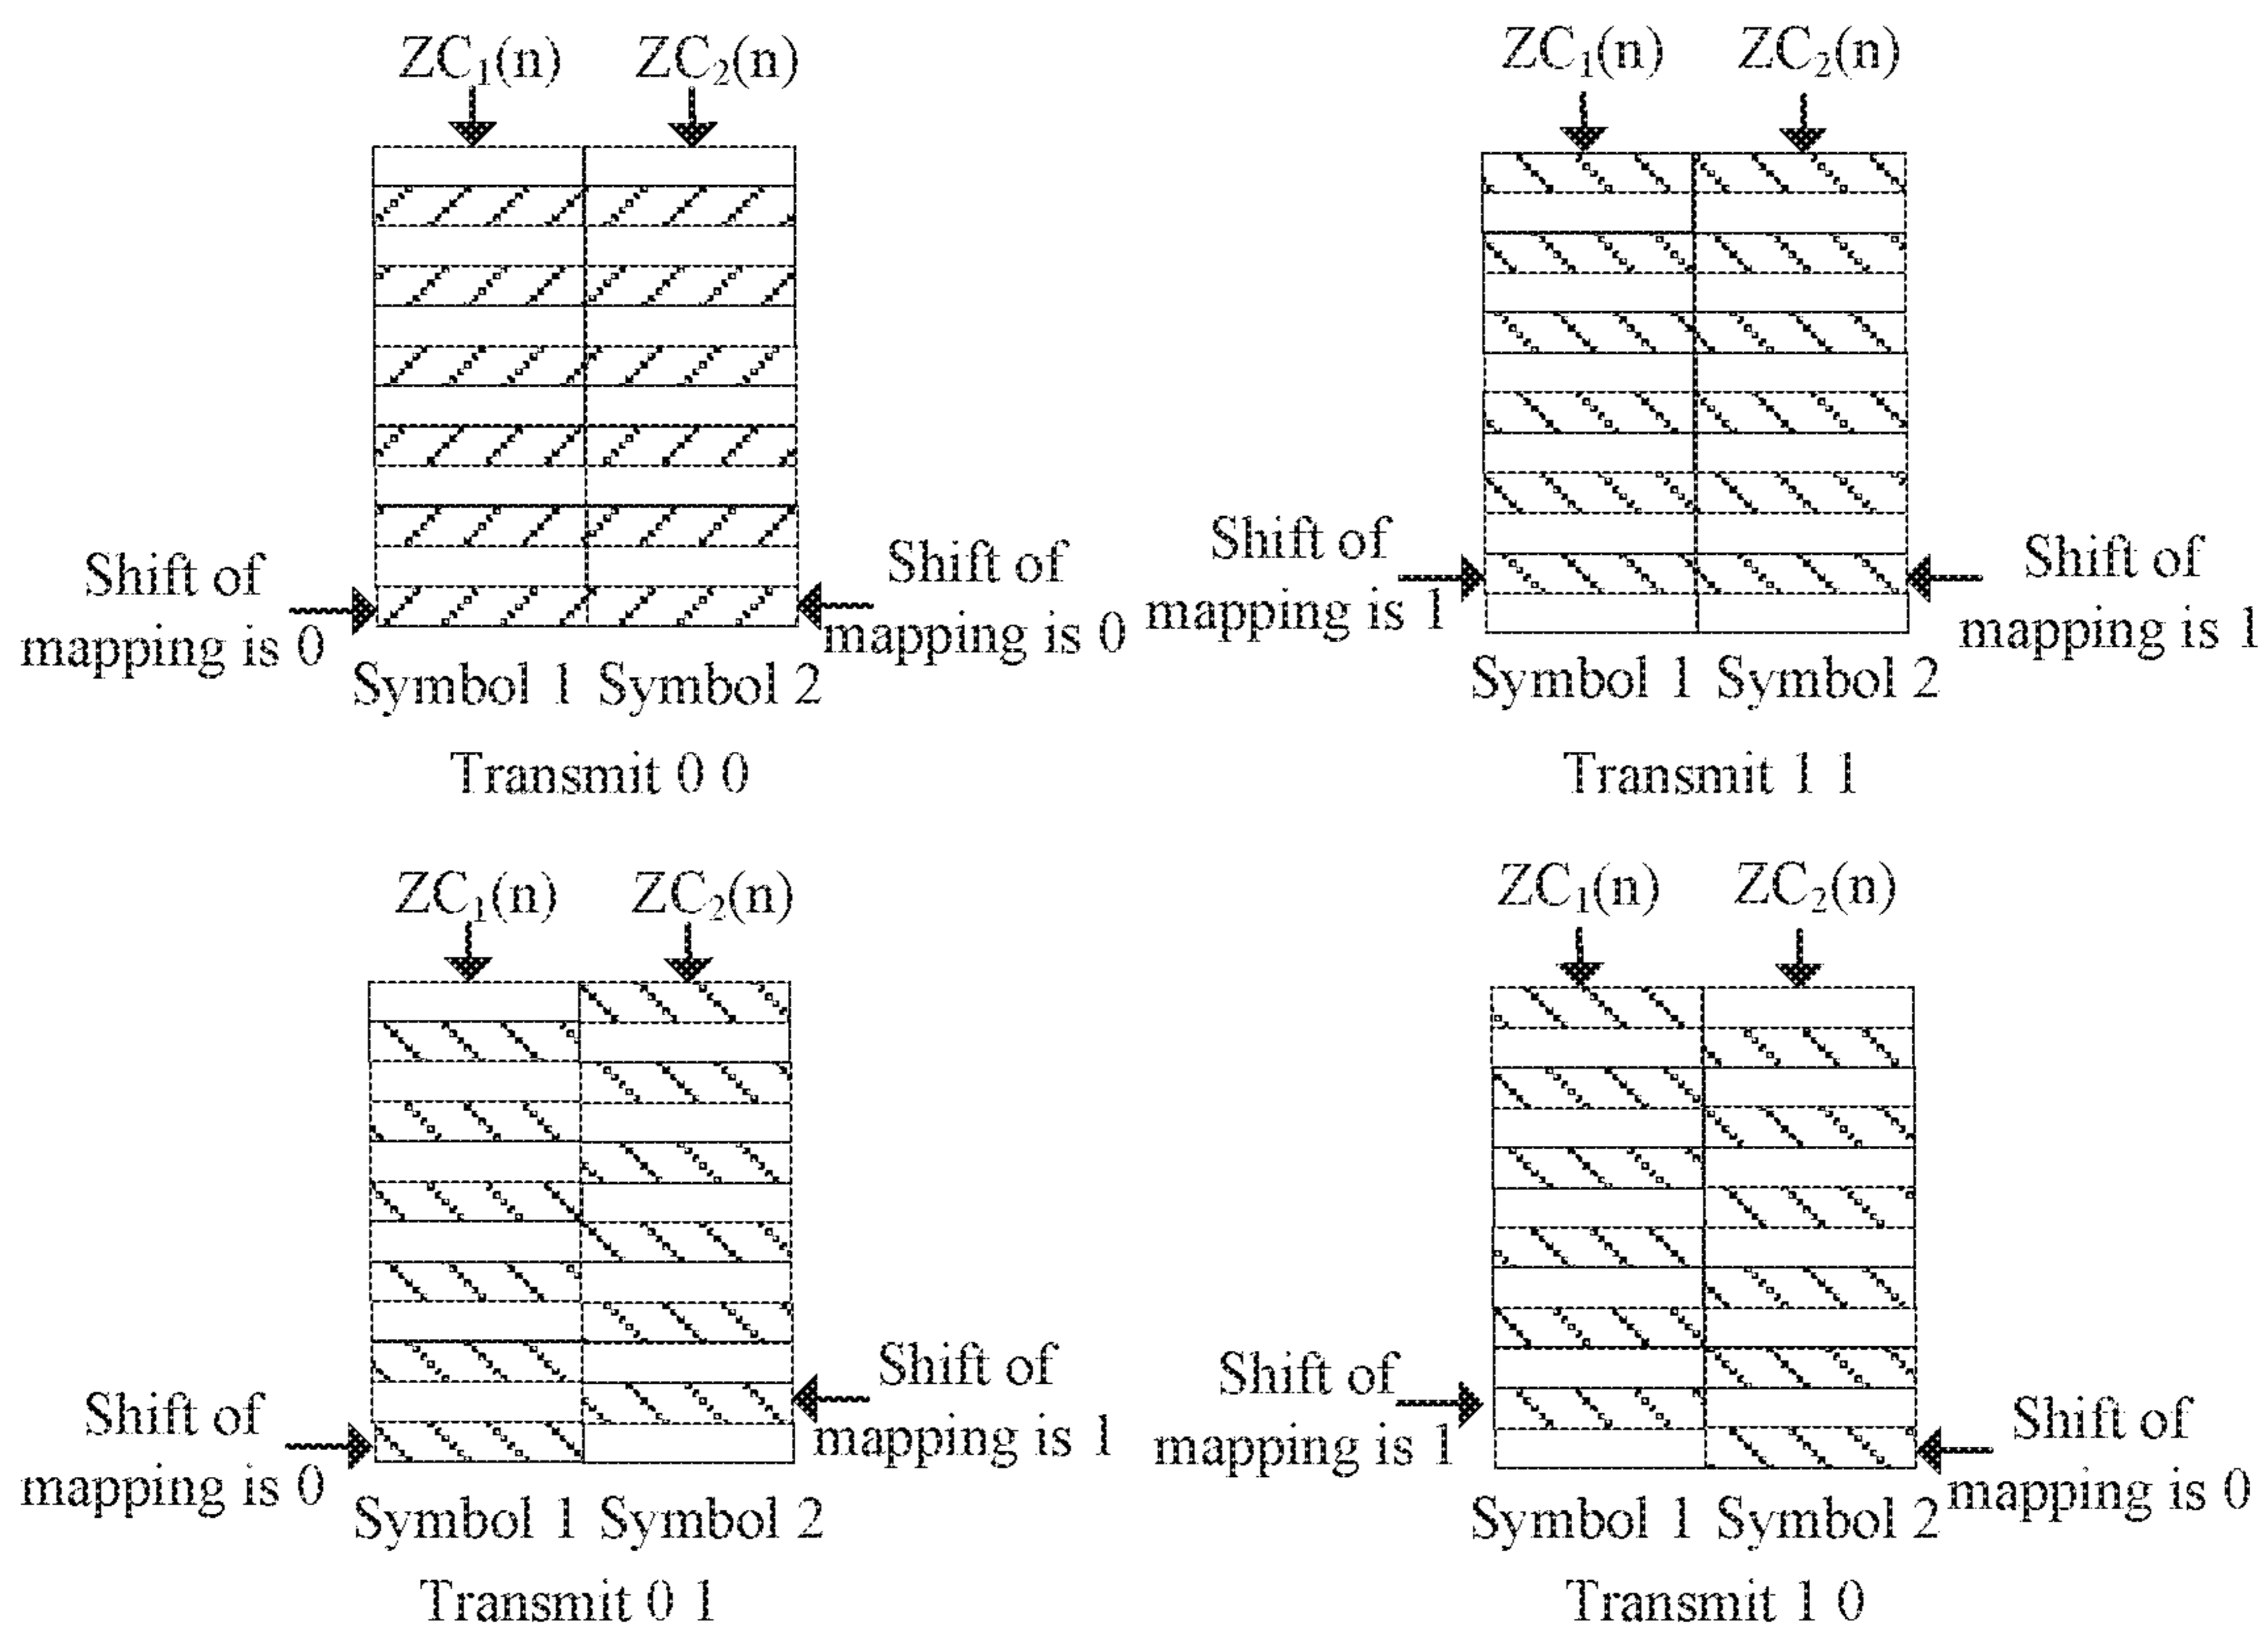 ZC1(n) ZC2(n)
Shift of
mapping is 0
Shift of
mapping is 0
Symbol 1 Symbol 2
Transmit 0 0
ZC1(n) ZC2(n)
Shift of
mapping is 1
Shift of
mapping is 1
Symbol 1 Symbol 2
Transmit 1 1
ZC1(n) ZC2(n)
Shift of
mapping is 0
Shift of
mapping is 1
Symbol 1 Symbol 2
Transmit 0 1
ZC1(n) ZC2(n)
Shift of
mapping is 1
Shift of
mapping is 0
Symbol 1 Symbol 2
Transmit 1 0